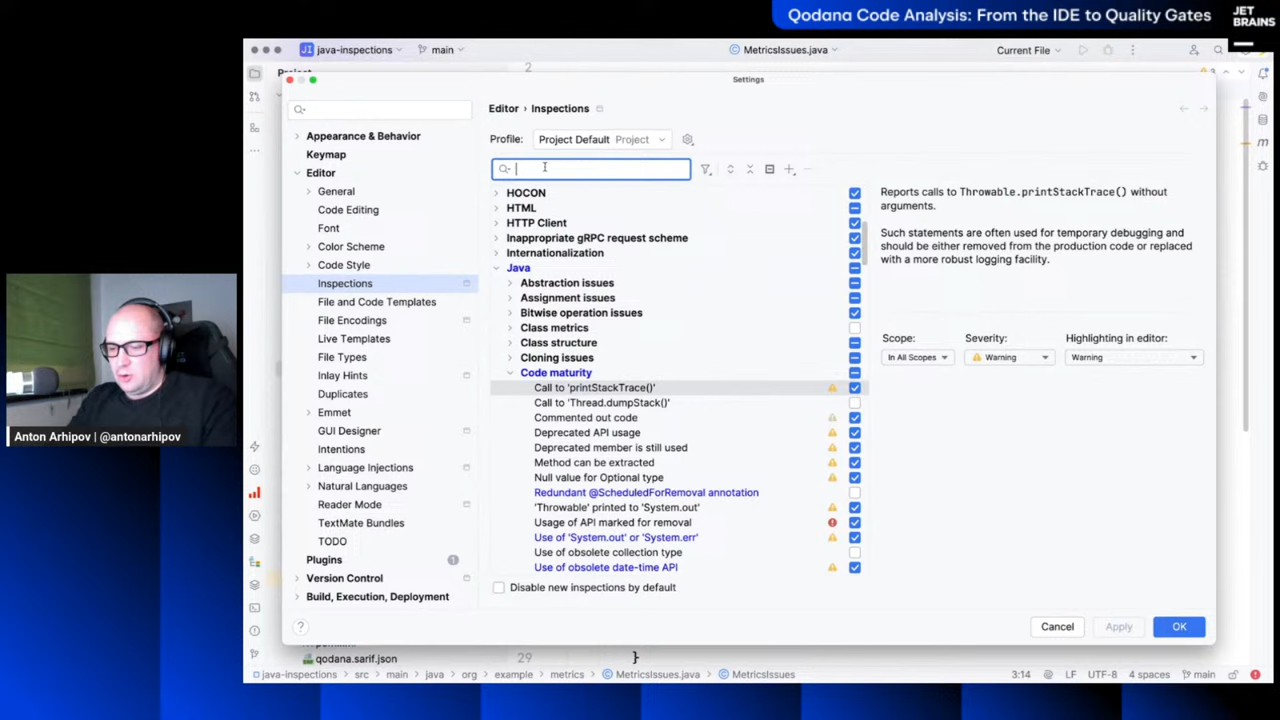 Qodana Code Analysis: From the IDE to Quality Gates
JET
BRAINS
JI java-inspections
main
MetricsIssues.java
Current File
2
Settings
Editor › Inspections
Profile: Project Default Project
Appearance & Behavior
Keymap
Editor
General
Code Editing
Font
Color Scheme
Code Style
Inspections
File and Code Templates
File Encodings
Live Templates
File Types
Inlay Hints
Duplicates
Emmet
GUI Designer
Intentions
Language Injections
Natural Languages
Reader Mode
TextMate Bundles
TODO
Plugins 1
Version Control
Build, Execution, Deployment
HOCON
HTML
HTTP Client
Inappropriate gRPC request scheme
Internationalization
Java
Abstraction issues
Assignment issues
Bitwise operation issues
Class metrics
Class structure
Cloning issues
Code maturity
Call to 'printStackTrace()'
Call to 'Thread.dumpStack()'
Commented out code
Deprecated API usage
Deprecated member is still used
Method can be extracted
Null value for Optional type
Redundant @ScheduledForRemoval annotation
'Throwable' printed to 'System.out'
Usage of API marked for removal
Use of 'System.out' or 'System.err'
Use of obsolete collection type
Use of obsolete date-time API
Disable new inspections by default
Reports calls to Throwable.printStackTrace() without
arguments.
Such statements are often used for temporary debugging and
should be either removed from the production code or replaced
with a more robust logging facility.
Scope: Severity: Highlighting in editor:
In All Scopes Warning Warning
? Cancel Apply OK
qodana.sarif.json
29 }
java-inspections › src › main › java › org › example › metrics › MetricsIssues.java › MetricsIssues
3:14 LF UTF-8 4 spaces main
Anton Arhipov | @antonarhipov